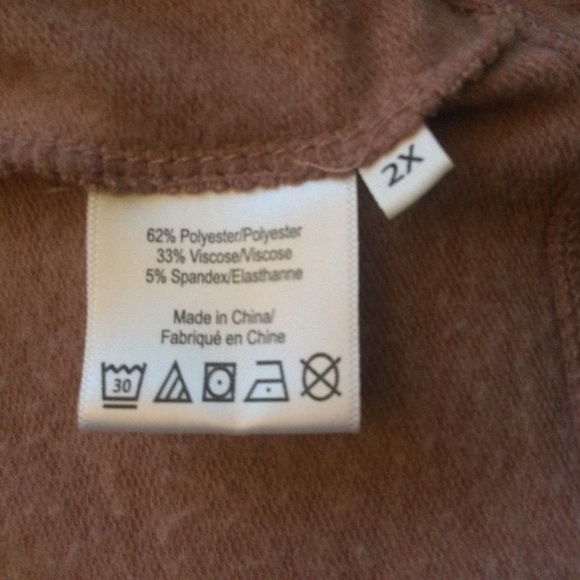 2X
62% Polyester/Polyester
33% Viscose/Viscose
5% Spandex/Elasthanne
Made in China/
Fabriqué en Chine
30